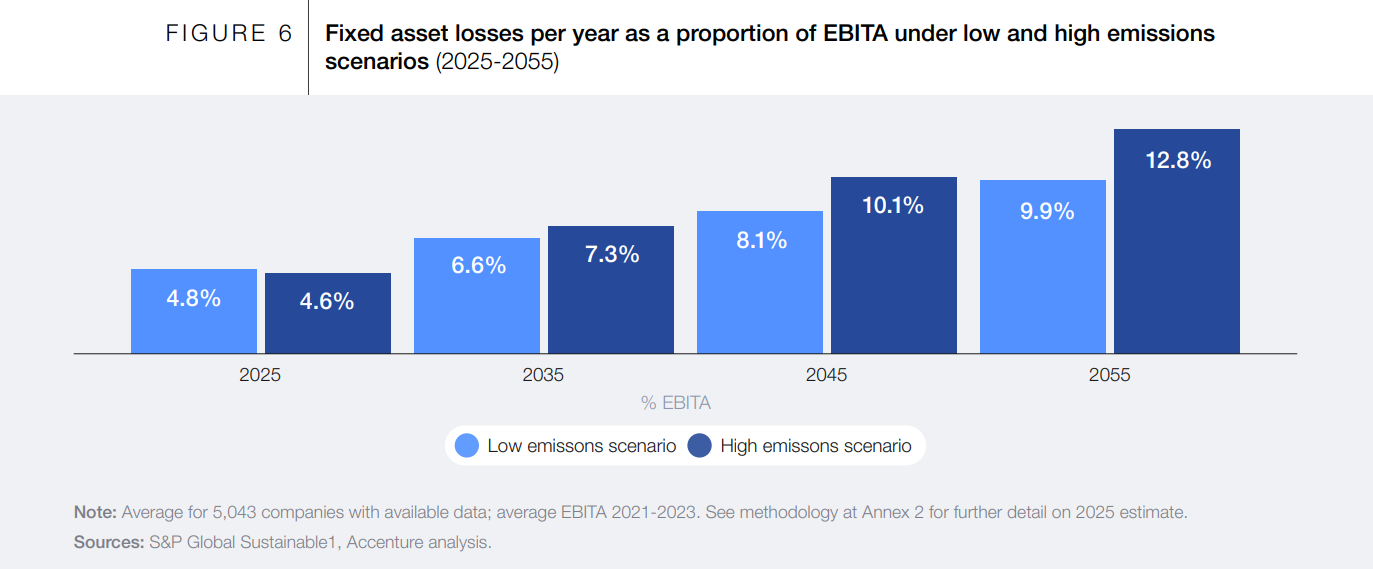 FIGURE 6
Fixed asset losses per year as a proportion of EBITA under low and high emissions
scenarios (2025-2055)
4.8%
4.6%
6.6%
7.3%
8.1%
10.1%
9.9%
12.8%
2025
2035
2045
2055
% EBITA
Low emissons scenario
High emissons scenario
Note: Average for 5,043 companies with available data; average EBITA 2021-2023. See methodology at Annex 2 for further detail on 2025 estimate.
Sources: S&P Global Sustainable1, Accenture analysis.